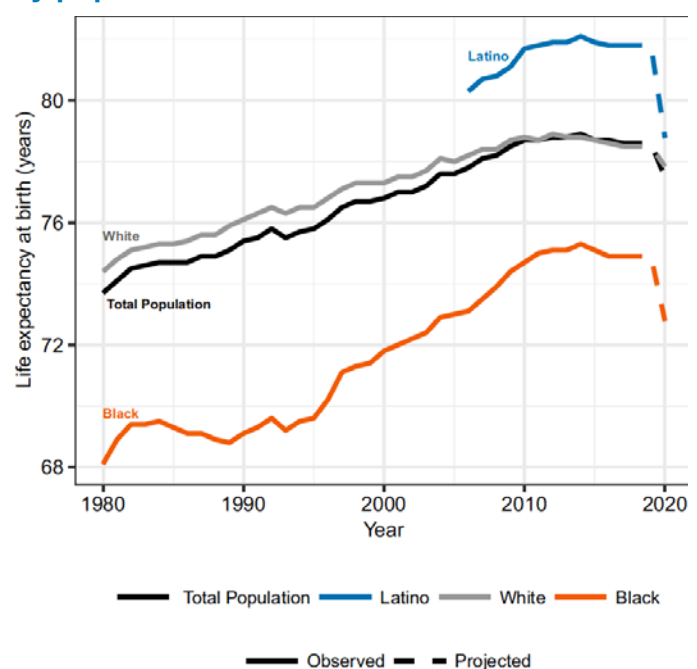 Life expectancy at birth (years)
80
76
72
68
Latino
White
Total Population
Black
1980 1990 2000 2010 2020
Year
Total Population Latino White Black
Observed Projected